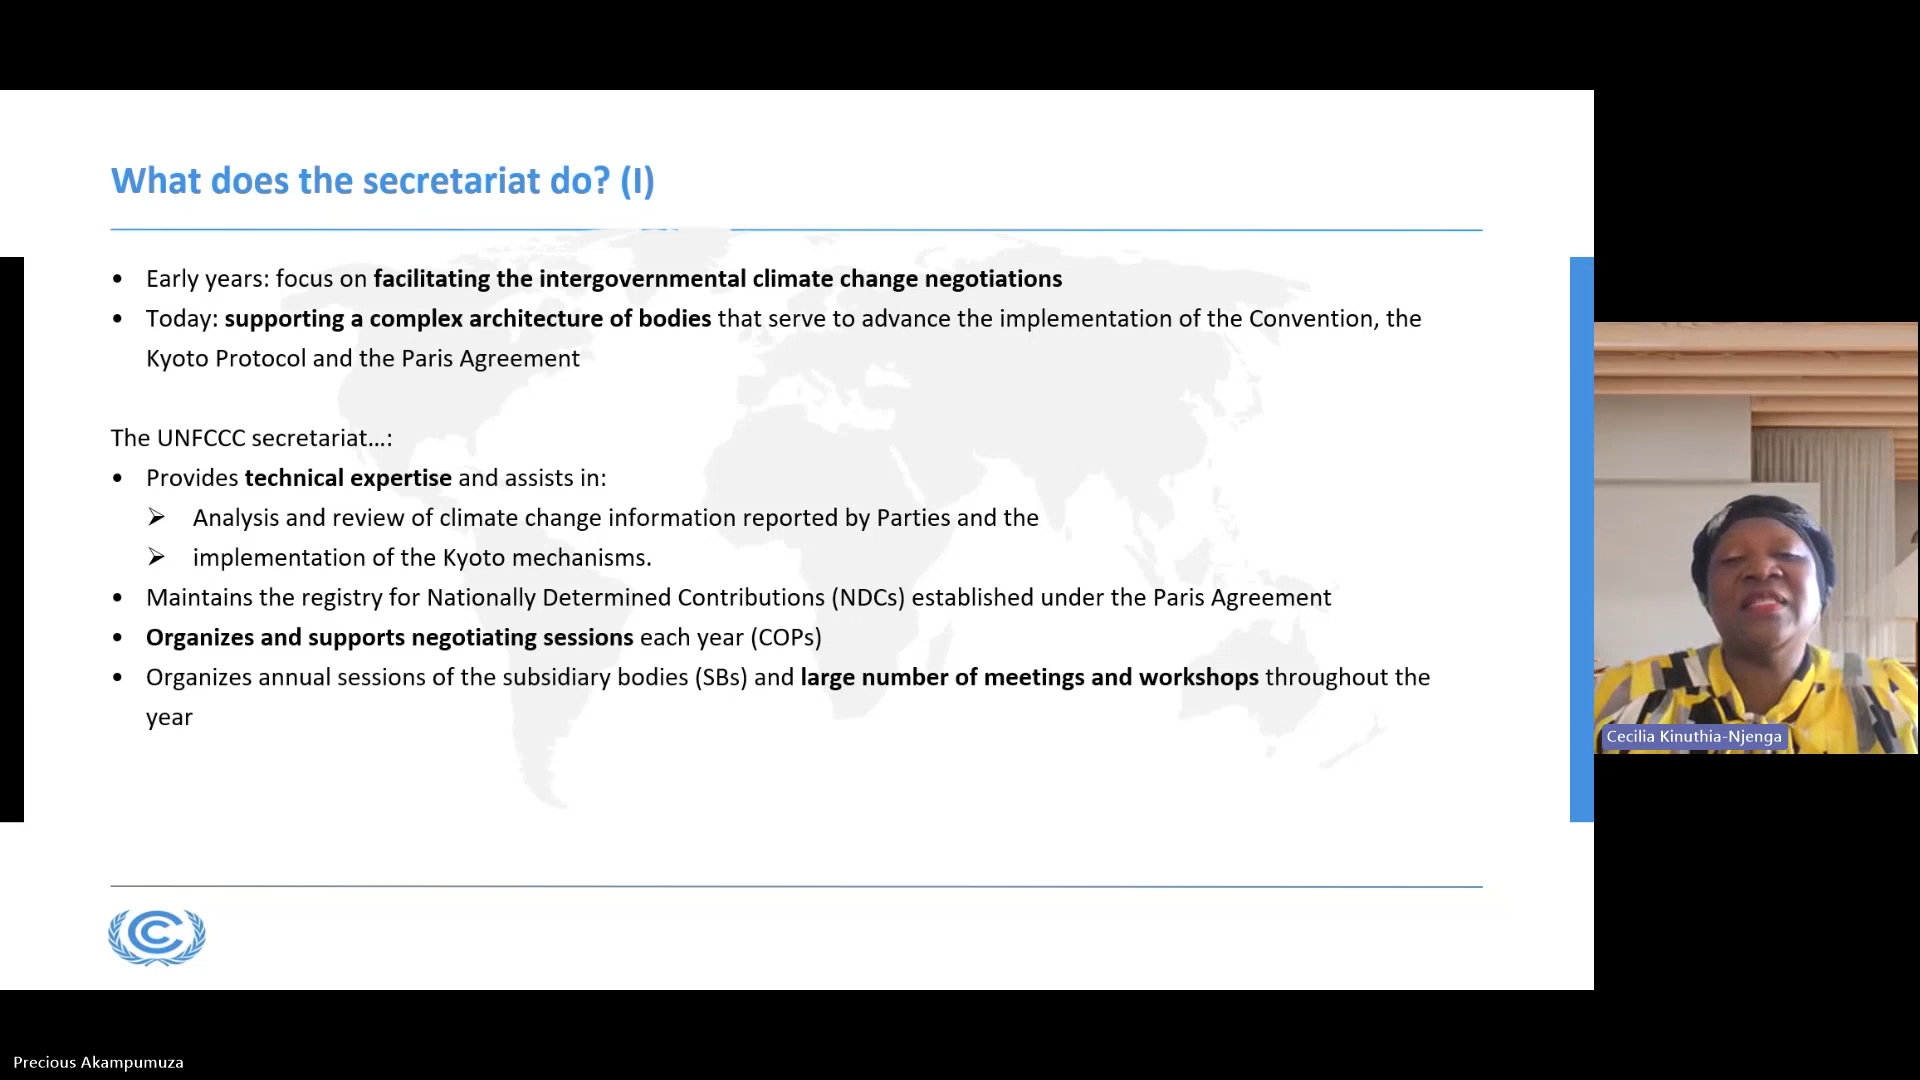 What does the secretariat do? (I)
• Early years: focus on facilitating the intergovernmental climate change negotiations
• Today: supporting a complex architecture of bodies that serve to advance the implementation of the Convention, the
Kyoto Protocol and the Paris Agreement
The UNFCCC secretariat…:
• Provides technical expertise and assists in:
➢ Analysis and review of climate change information reported by Parties and the
➢ implementation of the Kyoto mechanisms.
• Maintains the registry for Nationally Determined Contributions (NDCs) established under the Paris Agreement
• Organizes and supports negotiating sessions each year (COPs)
• Organizes annual sessions of the subsidiary bodies (SBs) and large number of meetings and workshops throughout the
year
Cecilia Kinuthia-Njenga
Precious Akampumuza